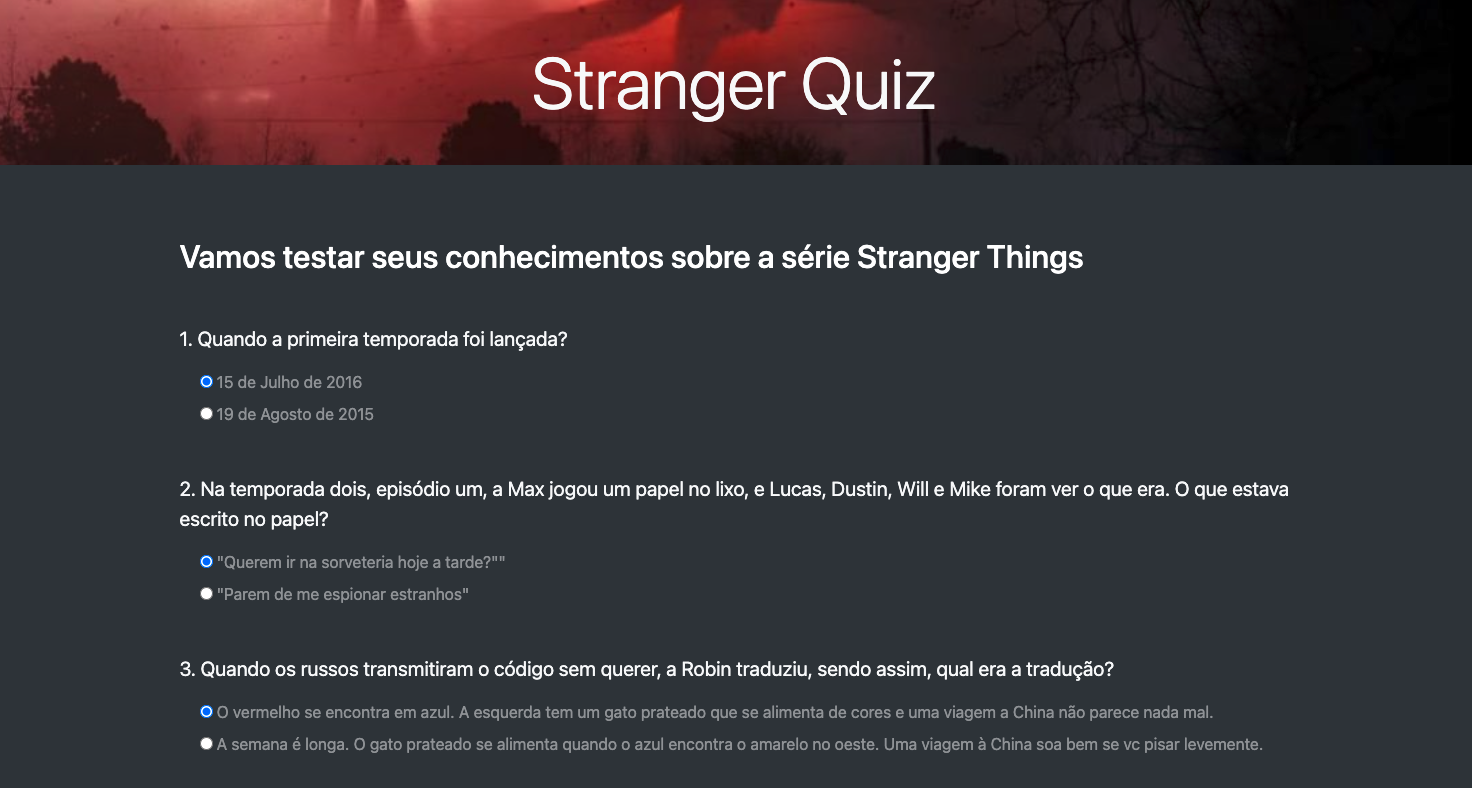 Stranger Quiz
Vamos testar seus conhecimentos sobre a série Stranger Things
1. Quando a primeira temporada foi lançada?
15 de Julho de 2016
19 de Agosto de 2015
2. Na temporada dois, episódio um, a Max jogou um papel no lixo, e Lucas, Dustin, Will e Mike foram ver o que era. O que estava
escrito no papel?
"Querem ir na sorveteria hoje a tarde?""
"Parem de me espionar estranhos"
3. Quando os russos transmitiram o código sem querer, a Robin traduziu, sendo assim, qual era a tradução?
O vermelho se encontra em azul. A esquerda tem um gato prateado que se alimenta de cores e uma viagem a China não parece nada mal.
A semana é longa. O gato prateado se alimenta quando o azul encontra o amarelo no oeste. Uma viagem à China soa bem se vc pisar levemente.